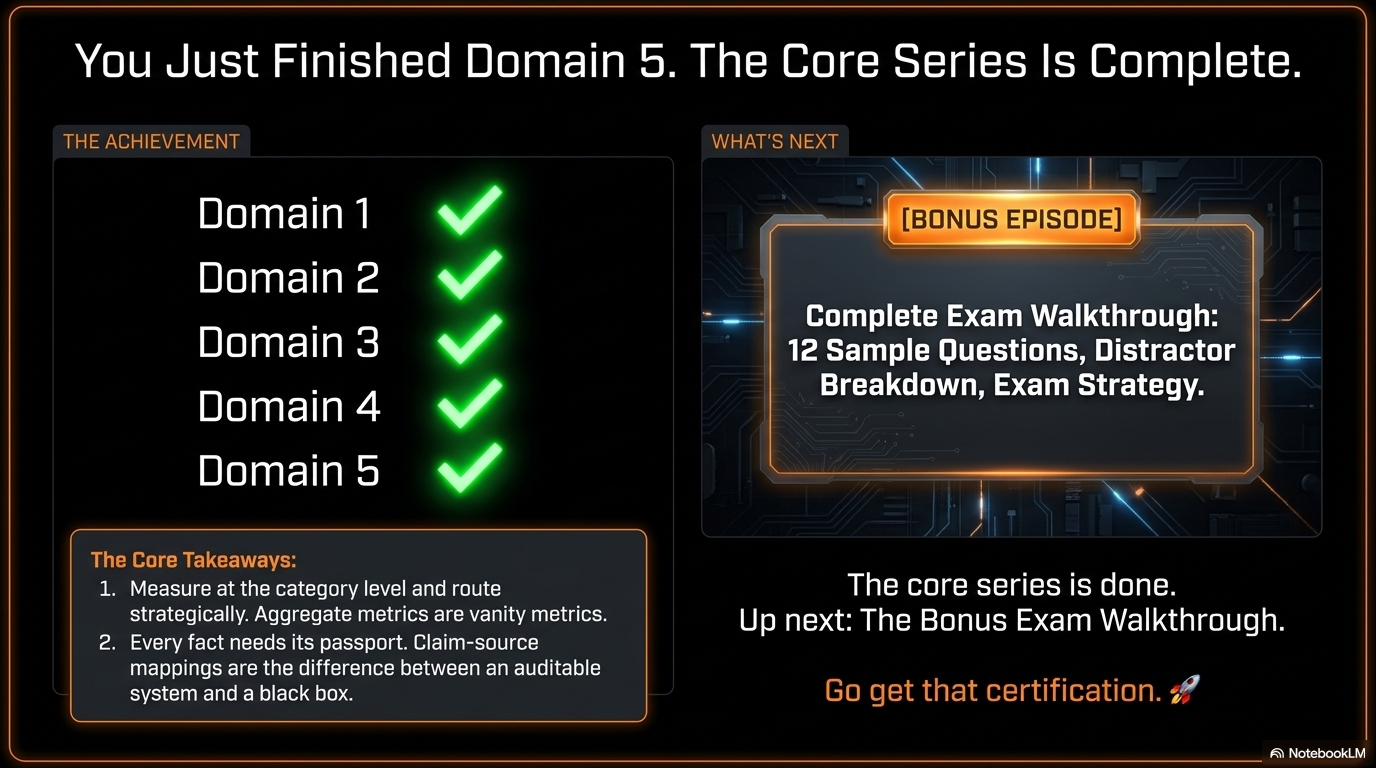 You Just Finished Domain 5. The Core Series Is Complete.
THE ACHIEVEMENT
Domain 1
Domain 2
Domain 3
Domain 4
Domain 5
The Core Takeaways:
1. Measure at the category level and route
strategically. Aggregate metrics are vanity metrics.
2. Every fact needs its passport. Claim-source
mappings are the difference between an auditable
system and a black box.
WHAT'S NEXT
[BONUS EPISODE]
Complete Exam Walkthrough:
12 Sample Questions, Distractor
Breakdown, Exam Strategy.
The core series is done.
Up next: The Bonus Exam Walkthrough.
Go get that certification. 🚀
NotebookLM